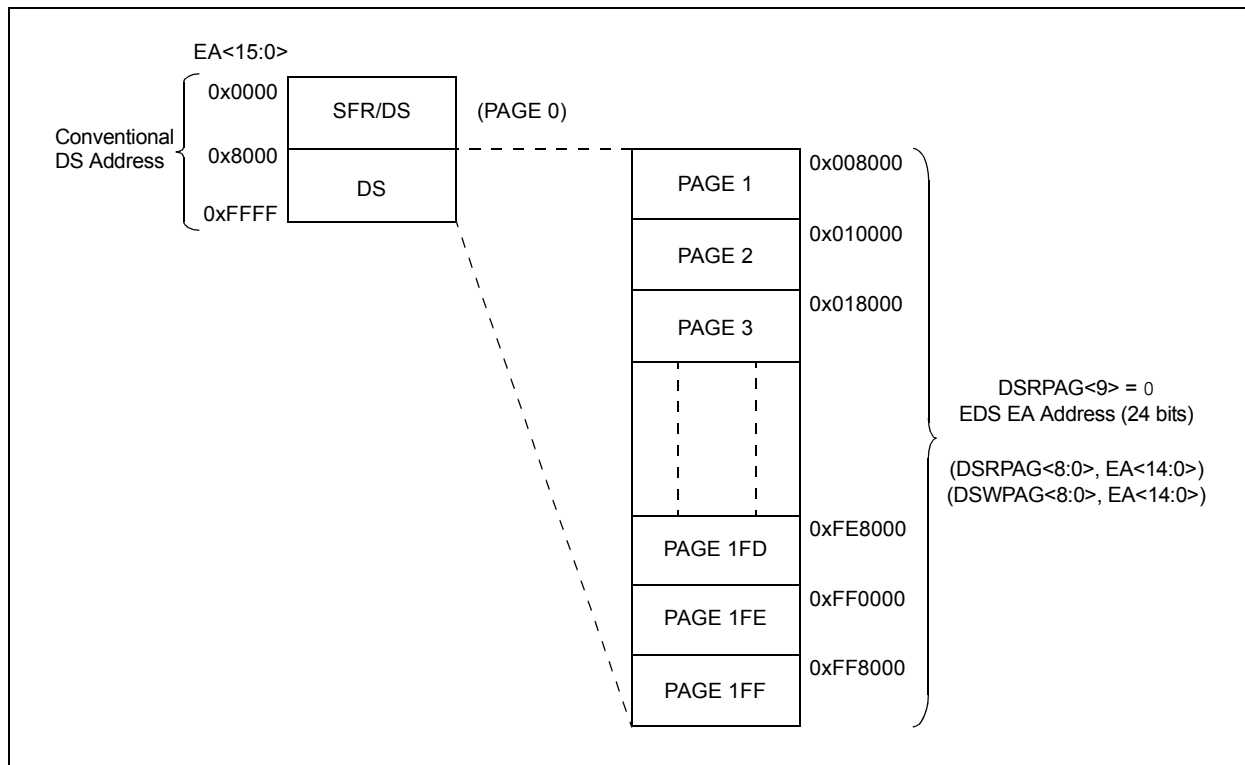 EA<15:0>
0x0000
SFR/DS
(PAGE 0)
Conventional
DS Address
0x8000
DS
0xFFFF
PAGE 1
0x008000
PAGE 2
0x010000
PAGE 3
0x018000
DSRPAG<9> = 0
EDS EA Address (24 bits)
(DSRPAG<8:0>, EA<14:0>)
(DSWPAG<8:0>, EA<14:0>)
PAGE 1FD
0xFE8000
PAGE 1FE
0xFF0000
PAGE 1FF
0xFF8000